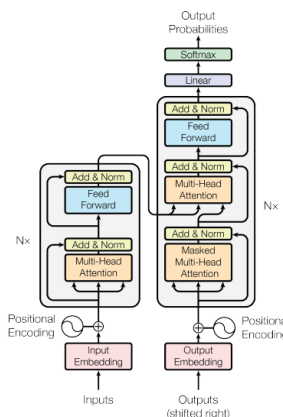 Output
Probabilities
Softmax
Linear
Add & Norm
Feed
Forward
Add & Norm
Multi-Head
Attention
Add & Norm
Masked
Multi-Head
Attention
Nx
Add & Norm
Feed
Forward
Add & Norm
Multi-Head
Attention
Nx
Positional
Encoding
Positional
Encoding
Input
Embedding
Output
Embedding
Inputs
Outputs
(shifted right)